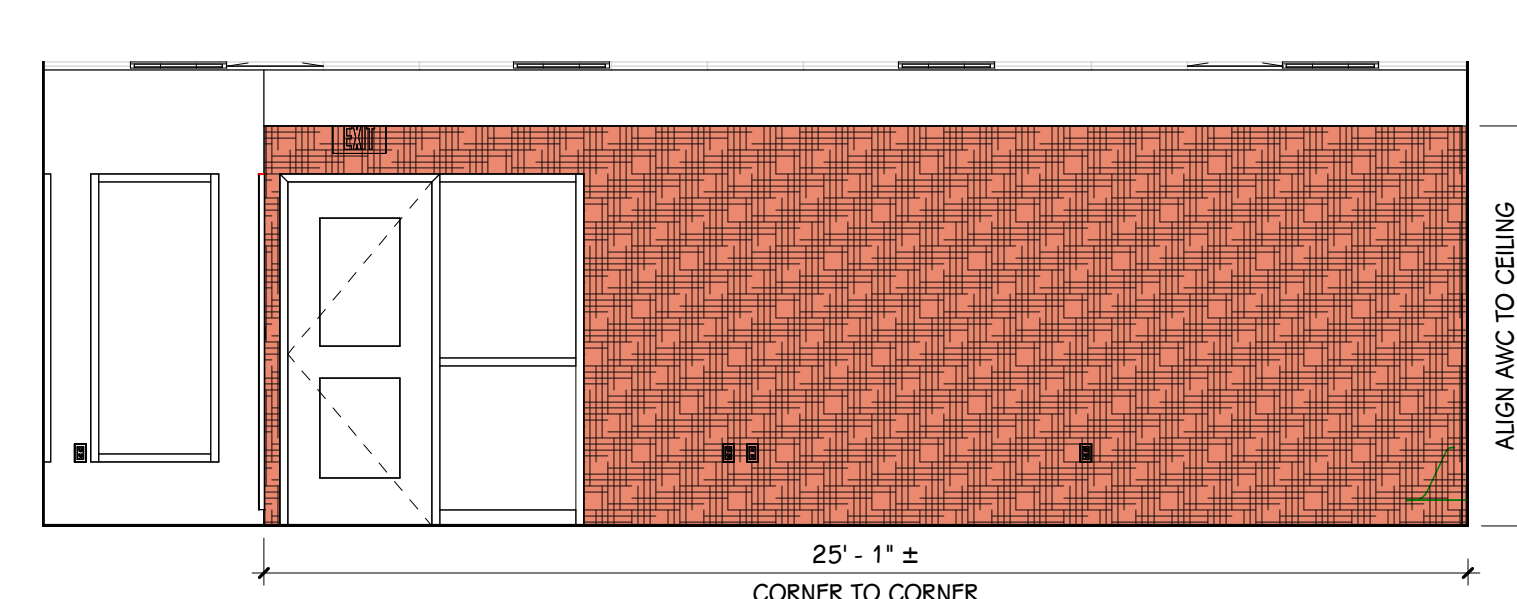 EXIT
ALIGN AWC TO CEILING
25' - 1" ±
CORNER TO CORNER